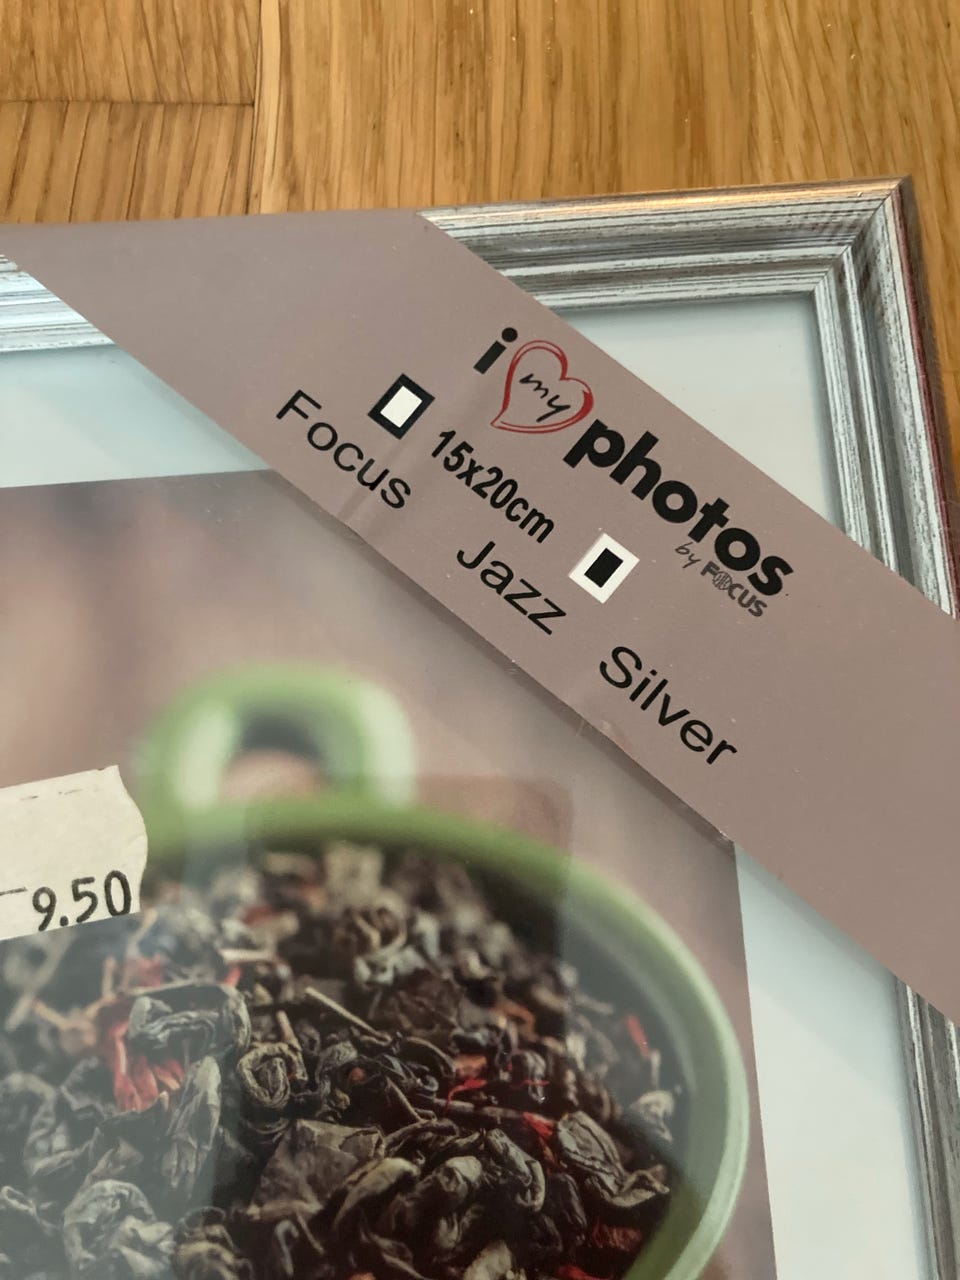 i my photos
by FOCUS
15x20cm
Focus Jazz Silver
9.50